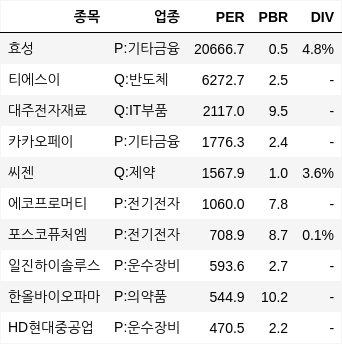 종목 업종 PER PBR DIV
효성 P:기타금융 20666.7 0.5 4.8%
티에스이 Q:반도체 6272.7 2.5 -
대주전자재료 Q:IT부품 2117.0 9.5 -
카카오페이 P:기타금융 1776.3 2.4 -
씨젠 Q:제약 1567.9 1.0 3.6%
에코프로머티 P:전기전자 1060.0 7.8 -
포스코퓨처엠 P:전기전자 708.9 8.7 0.1%
일진하이솔루스 P:운수장비 593.6 2.7 -
한올바이오파마 P:의약품 544.9 10.2 -
HD현대중공업 P:운수장비 470.5 2.2 -